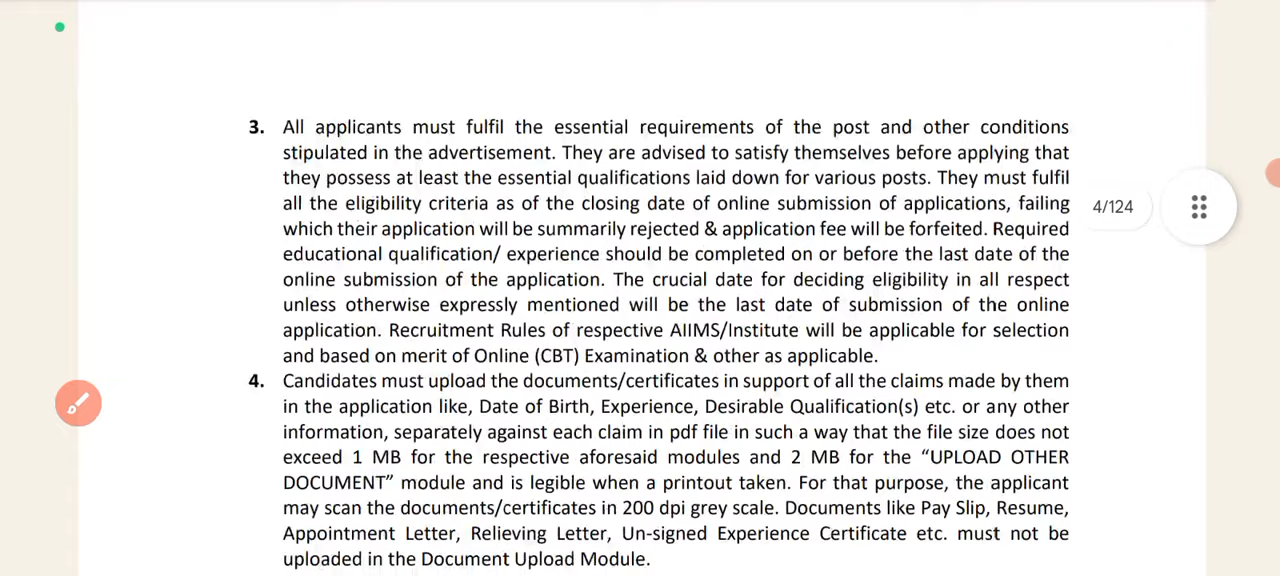 3. All applicants must fulfil the essential requirements of the post and other conditions
stipulated in the advertisement. They are advised to satisfy themselves before applying that
they possess at least the essential qualifications laid down for various posts. They must fulfil
all the eligibility criteria as of the closing date of online submission of applications, failing
4/124
which their application will be summarily rejected & application fee will be forfeited. Required
educational qualification/ experience should be completed on or before the last date of the
online submission of the application. The crucial date for deciding eligibility in all respect
unless otherwise expressly mentioned will be the last date of submission of the online
application. Recruitment Rules of respective AIIMS/Institute will be applicable for selection
and based on merit of Online (CBT) Examination & other as applicable.
4. Candidates must upload the documents/certificates in support of all the claims made by them
in the application like, Date of Birth, Experience, Desirable Qualification(s) etc. or any other
information, separately against each claim in pdf file in such a way that the file size does not
exceed 1 MB for the respective aforesaid modules and 2 MB for the “UPLOAD OTHER
DOCUMENT” module and is legible when a printout taken. For that purpose, the applicant
may scan the documents/certificates in 200 dpi grey scale. Documents like Pay Slip, Resume,
Appointment Letter, Relieving Letter, Un-signed Experience Certificate etc. must not be
uploaded in the Document Upload Module.